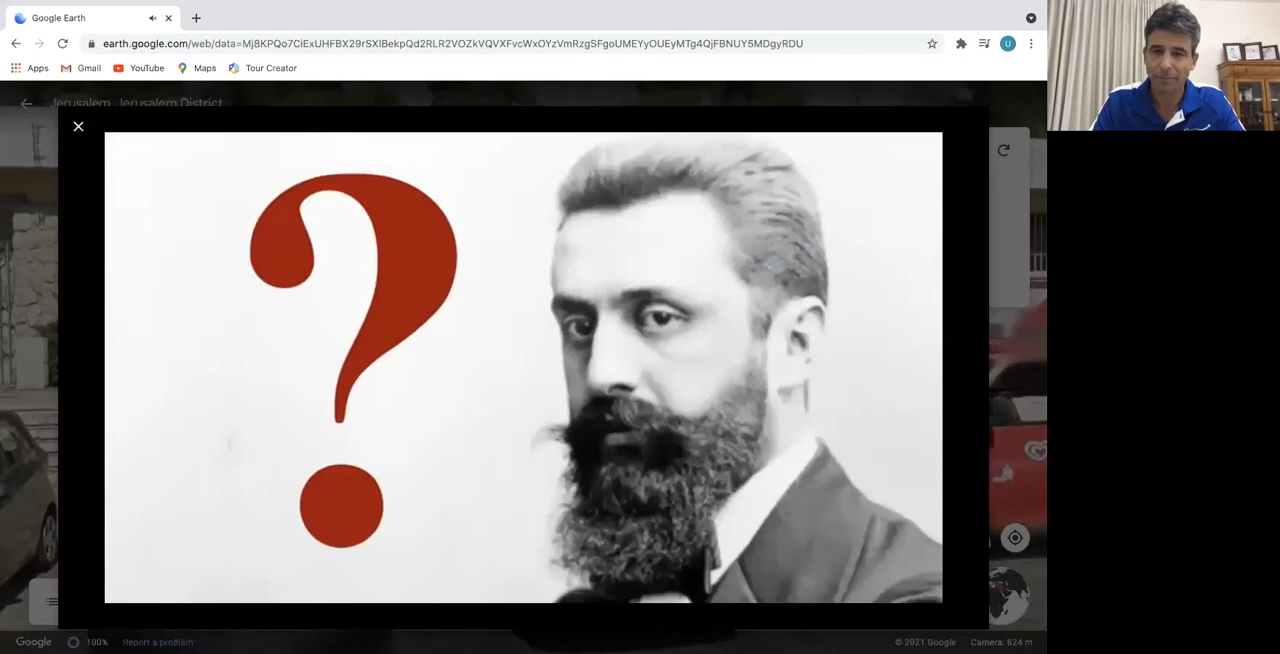 Google Earth
earth.google.com/web/data=Mj8KPQo7CiExUHFBX29rSXlBekpQd2RLR2VOZkVQVXFvcWxOYzVmRzgSFgoUMEYyOUEyMTg4QjFBNUY5MDgyRDU
Apps
Gmail
YouTube
Maps
Tour Creator
U
Jerusalem, Jerusalem District
?
Google
100%
Report a problem
© 2021 Google
Camera: 824 m